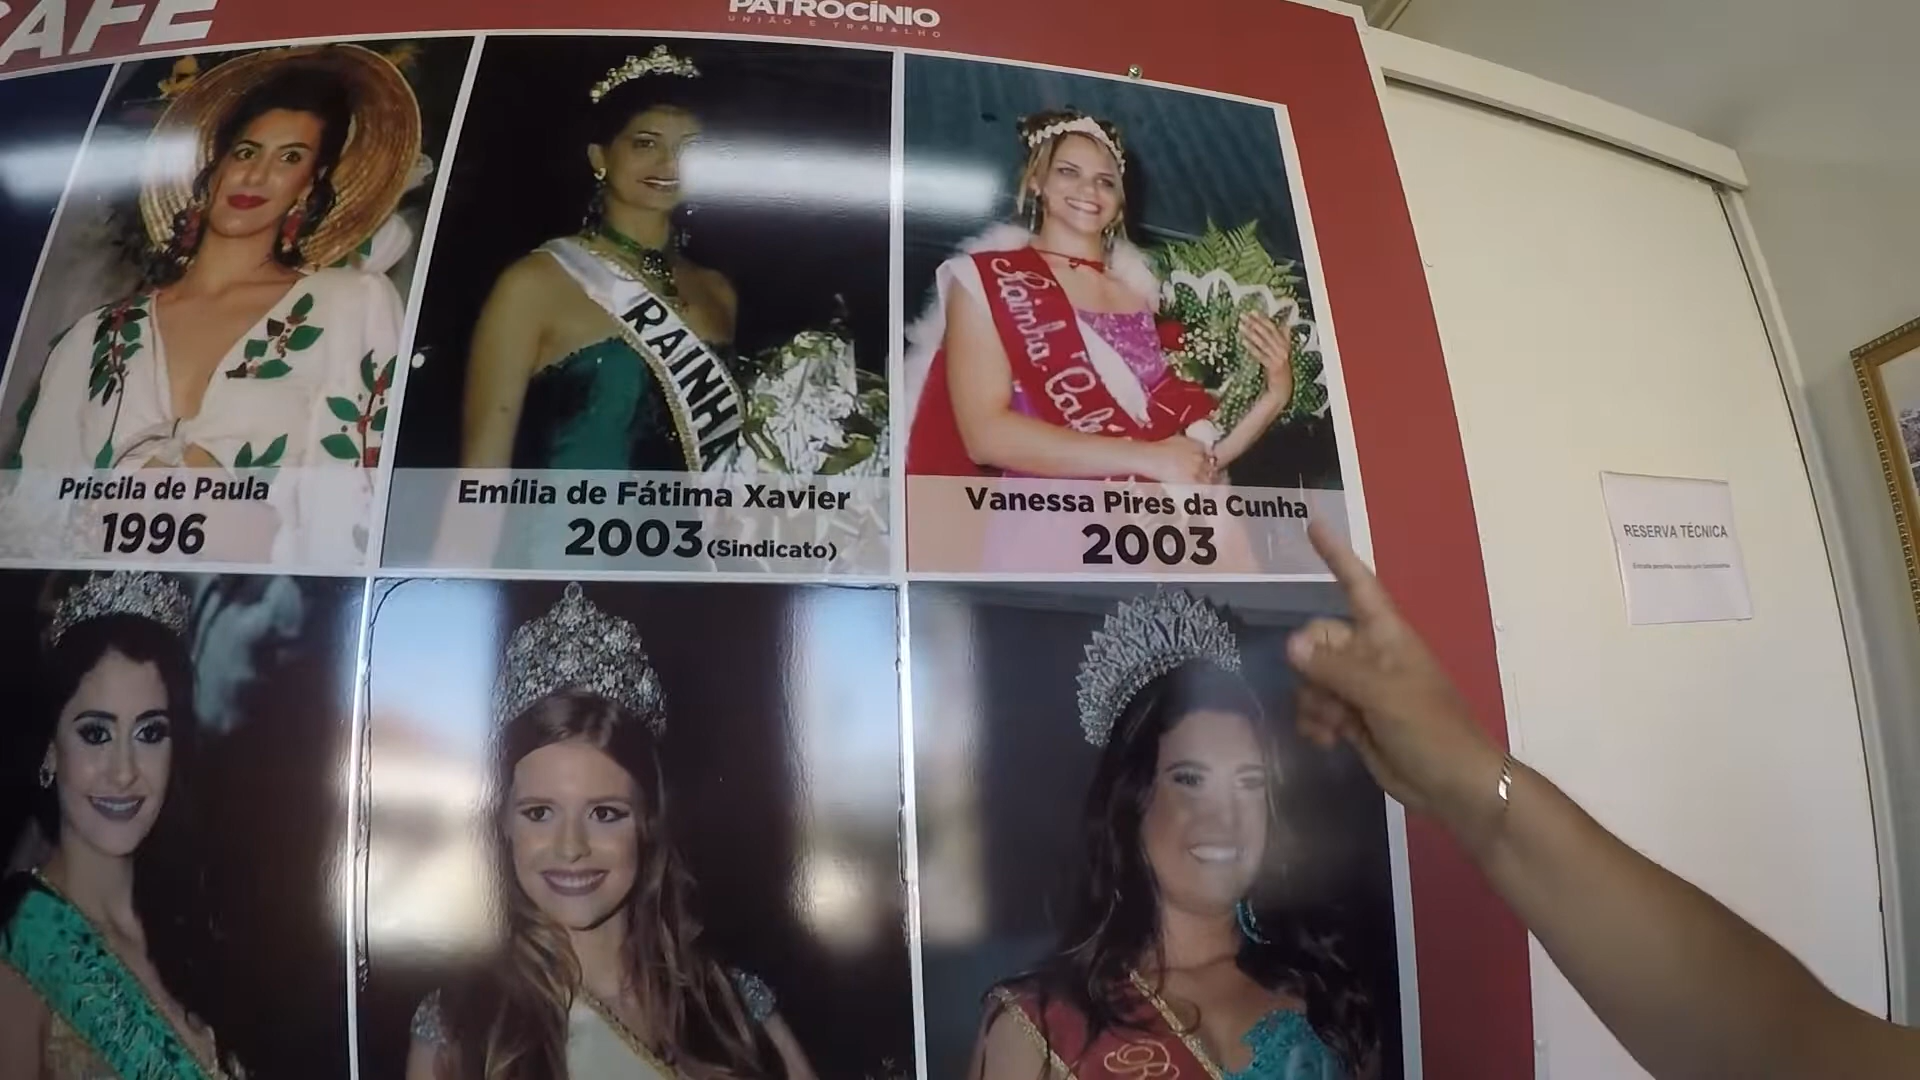 CAFÉ
PATROCÍNIO
UNIÃO E TRABALHO
RAINHA
Rainha
Café
Priscila de Paula
1996
Emília de Fátima Xavier
2003 (Sindicato)
Vanessa Pires da Cunha
2003
RESERVA TÉCNICA